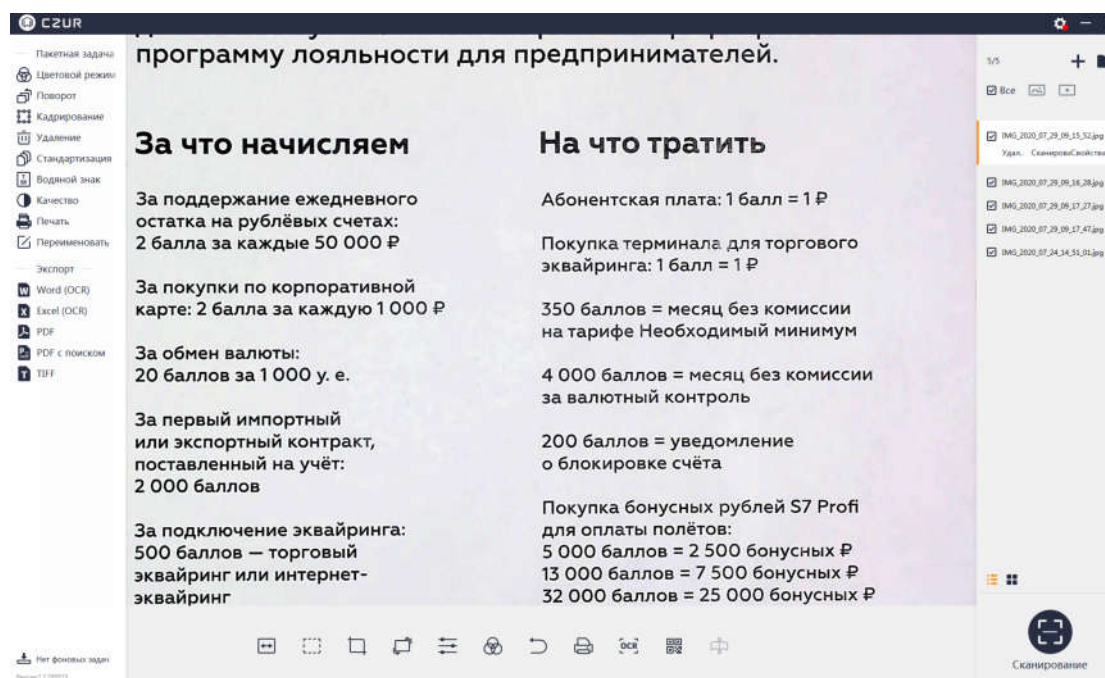 CZUR
Пакетная задача
Цветовой режим
Поворот
Кадрирование
Удаление
Стандартизация
Водяной знак
Качество
Печать
Переименовать
Экспорт
Word (OCR)
Excel (OCR)
PDF
PDF с поиском
TIFF
Нет фоновых задач
программу лояльности для предпринимателей.
За что начисляем
За поддержание ежедневного
остатка на рублёвых счетах:
2 балла за каждые 50 000 ₽
За покупки по корпоративной
карте: 2 балла за каждую 1 000 ₽
За обмен валюты:
20 баллов за 1 000 у. е.
За первый импортный
или экспортный контракт,
поставленный на учёт:
2 000 баллов
За подключение эквайринга:
500 баллов — торговый
эквайринг или интернет-
эквайринг
На что тратить
Абонентская плата: 1 балл = 1 ₽
Покупка терминала для торгового
эквайринга: 1 балл = 1 ₽
350 баллов = месяц без комиссии
на тарифе Необходимый минимум
4 000 баллов = месяц без комиссии
за валютный контроль
200 баллов = уведомление
о блокировке счёта
Покупка бонусных рублей S7 Profi
для оплаты полётов:
5 000 баллов = 2 500 бонусных ₽
13 000 баллов = 7 500 бонусных ₽
32 000 баллов = 25 000 бонусных ₽
OCR
5/5
Все
IMG_2020_07_29_09_15_52.jpg
Удал. СканировSвойства
IMG_2020_07_29_09_16_28.jpg
IMG_2020_07_29_09_17_27.jpg
IMG_2020_07_29_09_17_47.jpg
IMG_2020_07_24_14_51_01.jpg
Сканирование